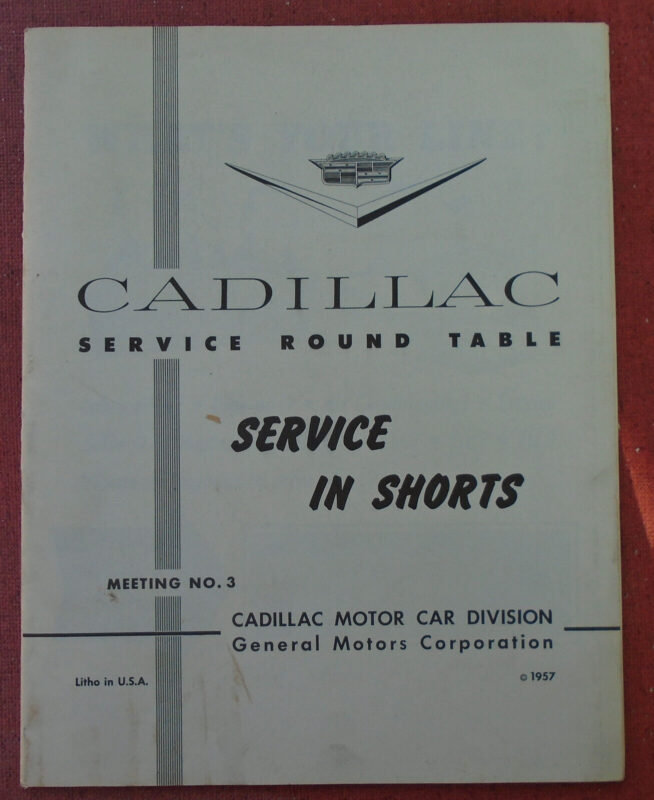 CADILLAC
SERVICE ROUND TABLE
SERVICE
IN SHORTS
MEETING NO. 3
CADILLAC MOTOR CAR DIVISION
General Motors Corporation
Litho in U.S.A.
© 1957